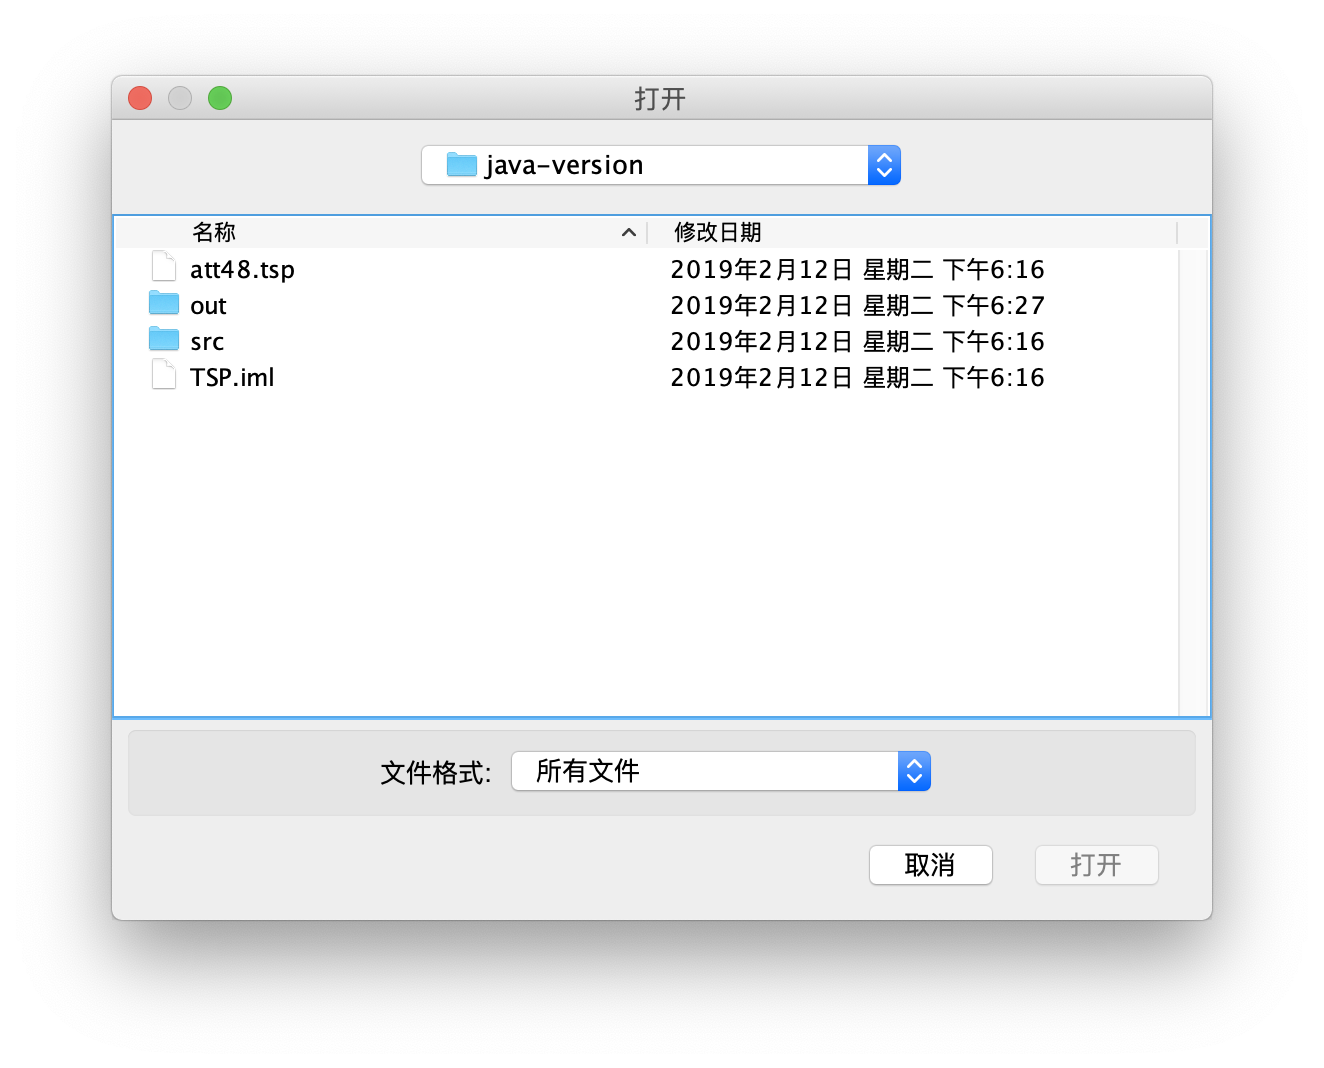 打开
java-version
名称 修改日期
att48.tsp 2019年2月12日 星期二 下午6:16
out 2019年2月12日 星期二 下午6:27
src 2019年2月12日 星期二 下午6:16
TSP.iml 2019年2月12日 星期二 下午6:16
文件格式: 所有文件
取消 打开